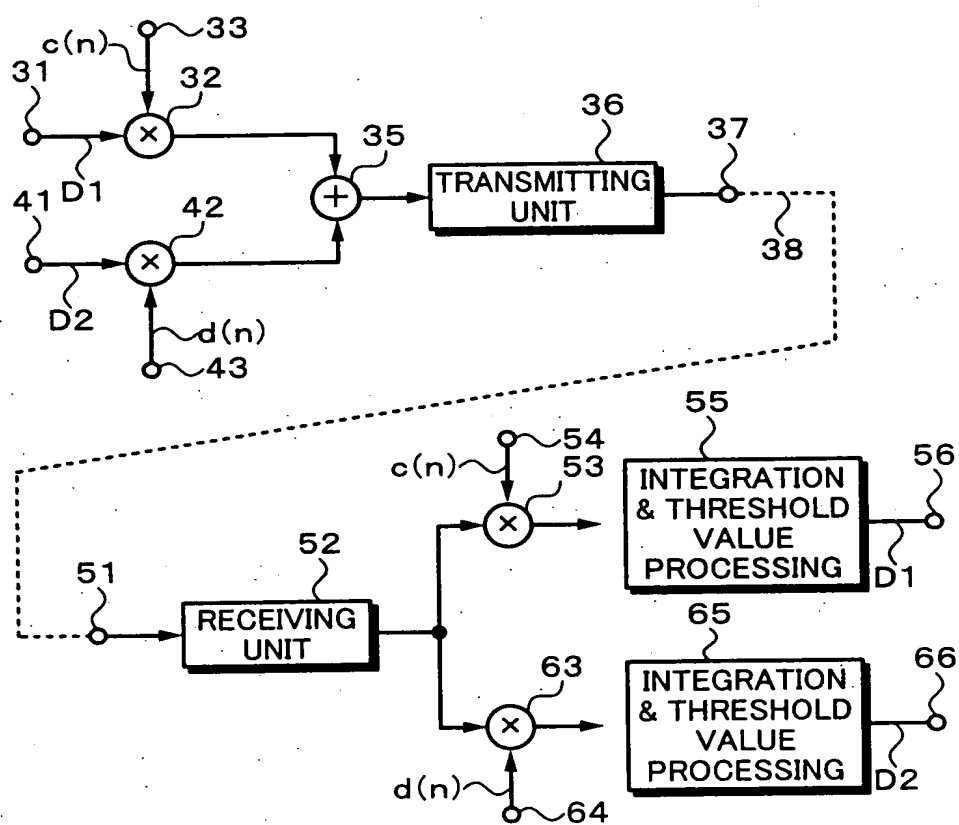 33
c(n)
31
32
D1
35
36
37
TRANSMITTING
UNIT
41
42
38
D2
d(n)
43
55
54
c(n)
53
56
INTEGRATION
& THRESHOLD
VALUE
PROCESSING
D1
51
52
RECEIVING
UNIT
65
63
66
INTEGRATION
& THRESHOLD
VALUE
PROCESSING
D2
d(n)
64